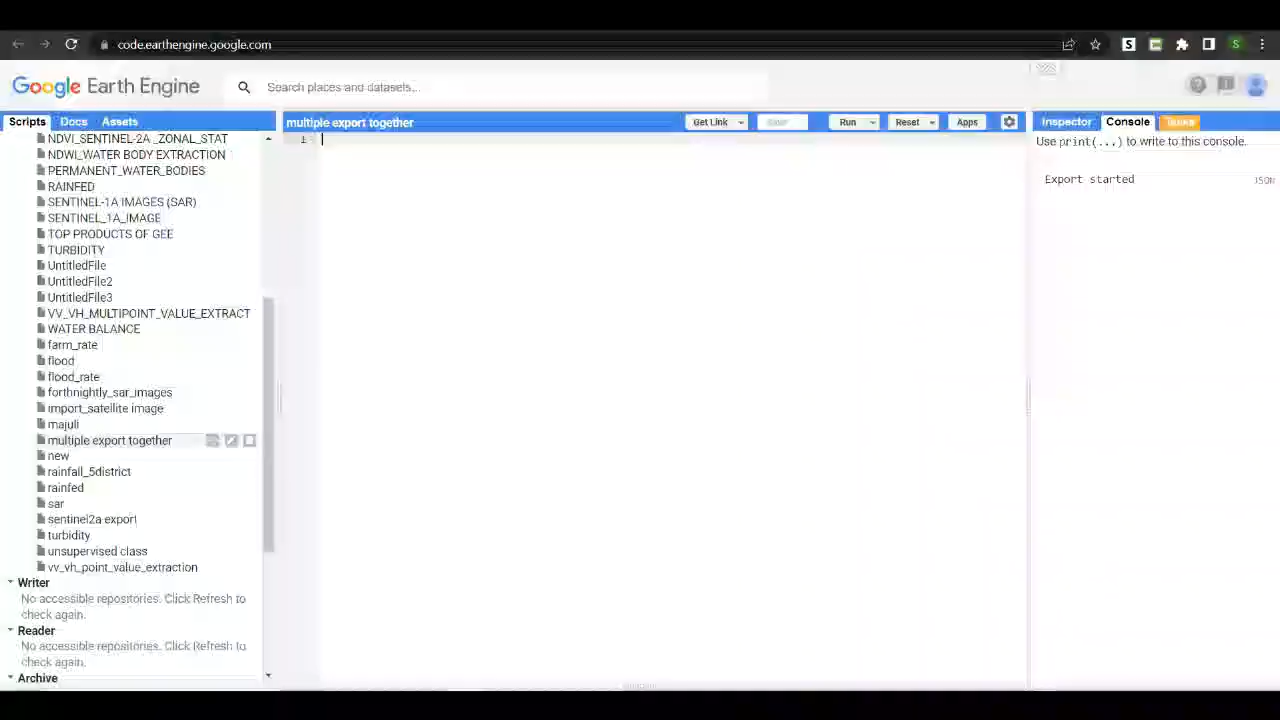 code.earthengine.google.com
S
Google Earth Engine
Search places and datasets...
Scripts Docs Assets
NDVI_SENTINEL-2A _ZONAL_STAT
NDWI_WATER BODY EXTRACTION
PERMANENT_WATER_BODIES
RAINFED
SENTINEL-1A IMAGES (SAR)
SENTINEL_1A_IMAGE
TOP PRODUCTS OF GEE
TURBIDITY
UntitledFile
UntitledFile2
UntitledFile3
VV_VH_MULTIPOINT_VALUE_EXTRACT
WATER BALANCE
farm_rate
flood
flood_rate
forthnightly_sar_images
import_satellite image
majuli
multiple export together
new
rainfall_5district
rainfed
sar
sentinel2a export
turbidity
unsupervised class
vv_vh_point_value_extraction
Writer
No accessible repositories. Click Refresh to
check again.
Reader
No accessible repositories. Click Refresh to
check again.
Archive
multiple export together
Get Link
Save
Run
Reset
Apps
1
Inspector Console Tasks
Use print(...) to write to this console.
Export started
JSON